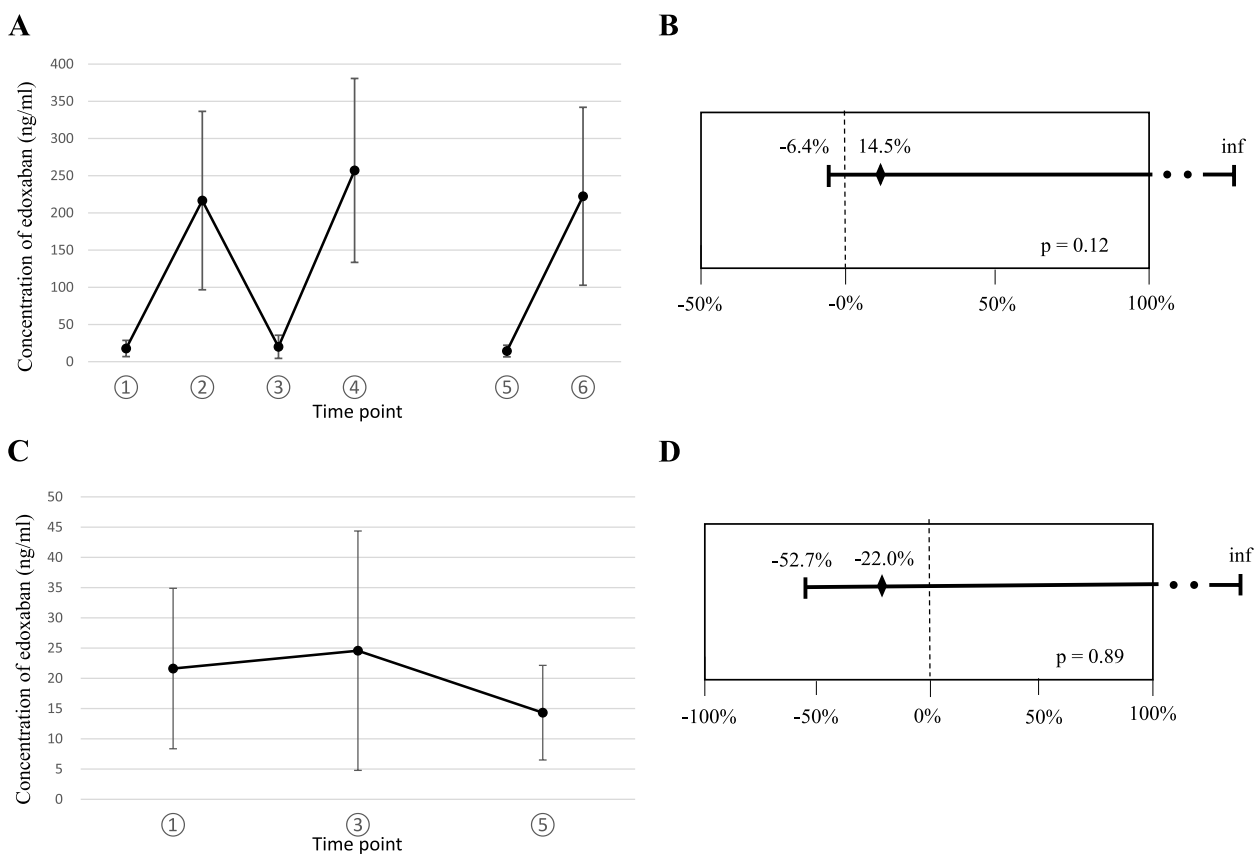 A
Concentration of edoxaban (ng/ml)
400
350
300
250
200
150
100
50
0
① ② ③ ④ ⑤ ⑥
Time point
B
-6.4% 14.5% inf
p = 0.12
-50% -0% 50% 100%
C
Concentration of edoxaban (ng/ml)
50
45
40
35
30
25
20
15
10
5
0
① ③ ⑤
Time point
D
-52.7% -22.0% inf
p = 0.89
-100% -50% 0% 50% 100%